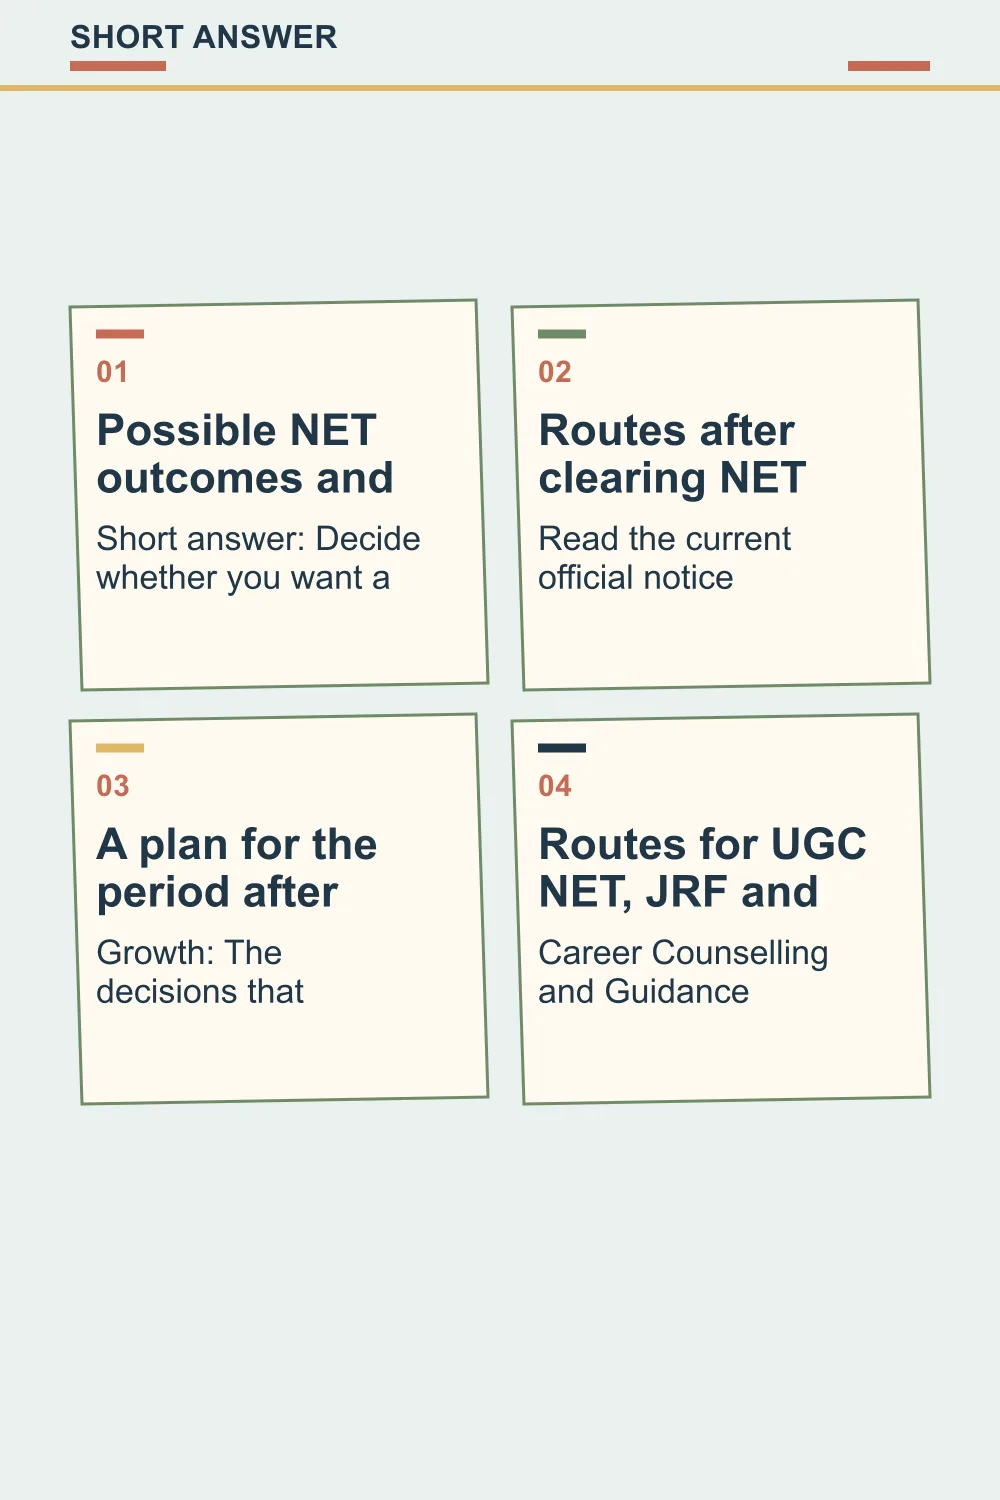 SHORT ANSWER
01
Possible NET
outcomes and
Short answer: Decide
whether you want a
02
Routes after
clearing NET
Read the current
official notice
03
A plan for the
period after
Growth: The
decisions that
04
Routes for UGC
NET, JRF and
Career Counselling
and Guidance